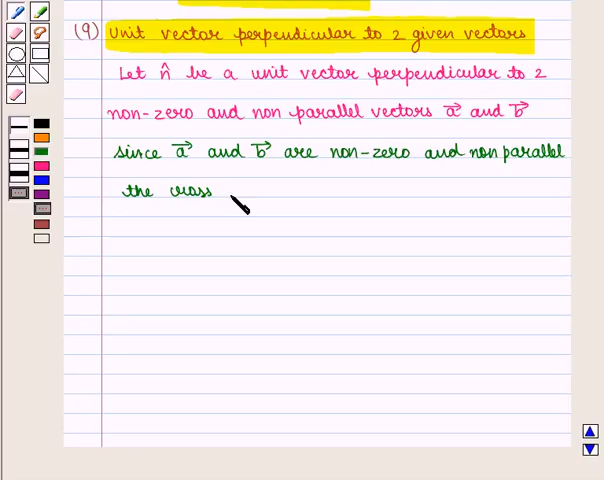 (9) Unit vector perpendicular to 2 given vectors
Let n̂ be a unit vector perpendicular to 2
non-zero and non parallel vectors a⃗ and b⃗
since a⃗ and b⃗ are non-zero and non parallel
the cross